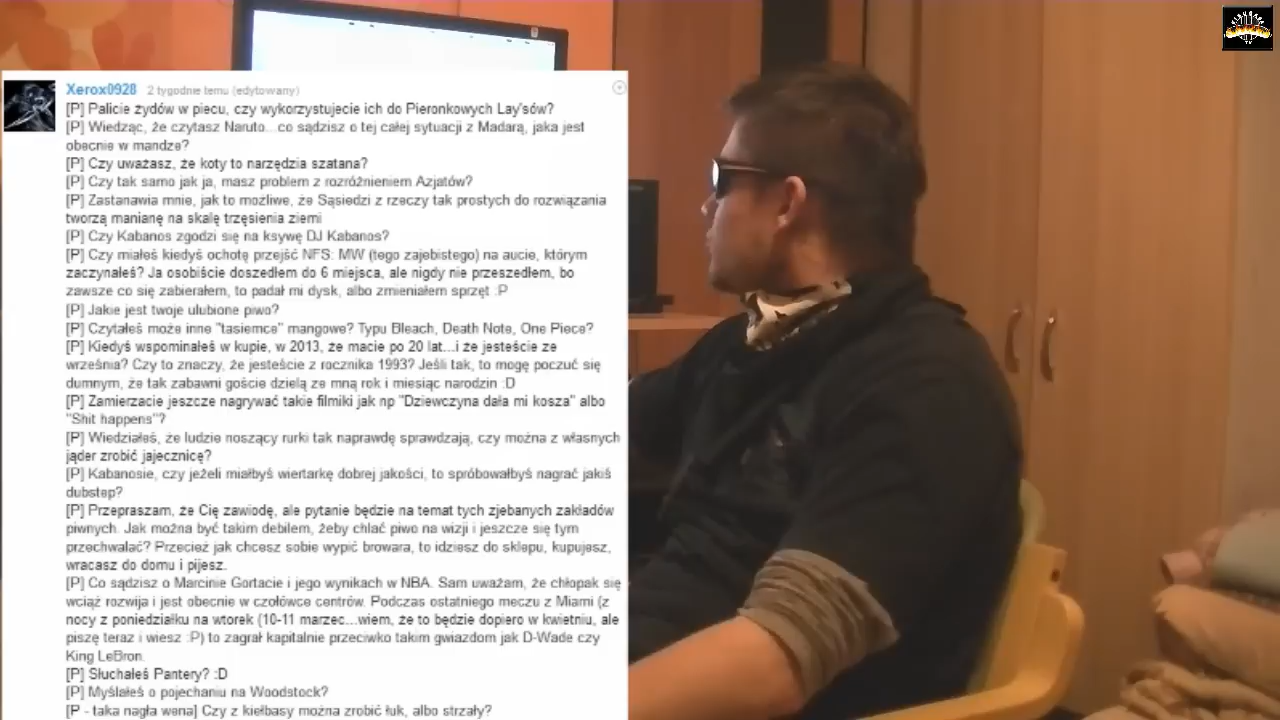 Xerox0928 2 tygodnie temu (edytowany)
[P] Palicie żydów w piecu, czy wykorzystujecie ich do Pieronkowych Lay'sów?
[P] Wiedząc, że czytasz Naruto...co sądzisz o tej całej sytuacji z Madarą, jaka jest
obecnie w mandze?
[P] Czy uważasz, że koty to narzędzia szatana?
[P] Czy tak samo jak ja, masz problem z rozróżnieniem Azjatów?
[P] Zastanawia mnie, jak to możliwe, że Sąsiedzi z rzeczy tak prostych do rozwiązania
tworzą manianę na skalę trzęsienia ziemi
[P] Czy Kabanos zgodzi się na ksywę DJ Kabanos?
[P] Czy miałeś kiedyś ochotę przejść NFS: MW (tego zajebistego) na aucie, którym
zaczynałeś? Ja osobiście doszedłem do 6 miejsca, ale nigdy nie przeszedłem, bo
zawsze co się zabierałem, to padał mi dysk, albo zmieniałem sprzęt :P
[P] Jakie jest twoje ulubione piwo?
[P] Czytałeś może inne "tasiemce" mangowe? Typu Bleach, Death Note, One Piece?
[P] Kiedyś wspominałeś w kupie, w 2013, że macie po 20 lat...i że jesteście ze
września? Czy to znaczy, że jesteście z rocznika 1993? Jeśli tak, to mogę poczuć się
dumnym, że tak zabawni goście dzielą ze mną rok i miesiąc narodzin :D
[P] Zamierzacie jeszcze nagrywać takie filmiki jak np "Dziewczyna dała mi kosza" albo
"Shit happens"?
[P] Wiedziałeś, że ludzie noszący rurki tak naprawdę sprawdzają, czy można z własnych
jąder zrobić jajecznicę?
[P] Kabanosie, czy jeżeli miałbyś wiertarkę dobrej jakości, to spróbowałbyś nagrać jakiś
dubstep?
[P] Przepraszam, że Cię zawiodę, ale pytanie będzie na temat tych zjebanych zakładów
piwnych. Jak można być takim debilem, żeby chlać piwo na wizji i jeszcze się tym
przechwalać? Przecież jak chcesz sobie wypić browara, to idziesz do sklepu, kupujesz,
wracasz do domu i pijesz.
[P] Co sądzisz o Marcinie Gortacie i jego wynikach w NBA. Sam uważam, że chłopak się
wciąż rozwija i jest obecnie w czołówce centrów. Podczas ostatniego meczu z Miami (z
nocy z poniedziałku na wtorek (10-11 marzec...wiem, że to będzie dopiero w kwietniu, ale
piszę teraz i wiesz :P) to zagrał kapitalnie przeciwko takim gwiazdom jak D-Wade czy
King LeBron.
[P] Słuchałeś Pantery? :D
[P] Myślałeś o pojechaniu na Woodstock?
[P - taka nagła wena] Czy z kiełbasy można zrobić łuk, albo strzały?